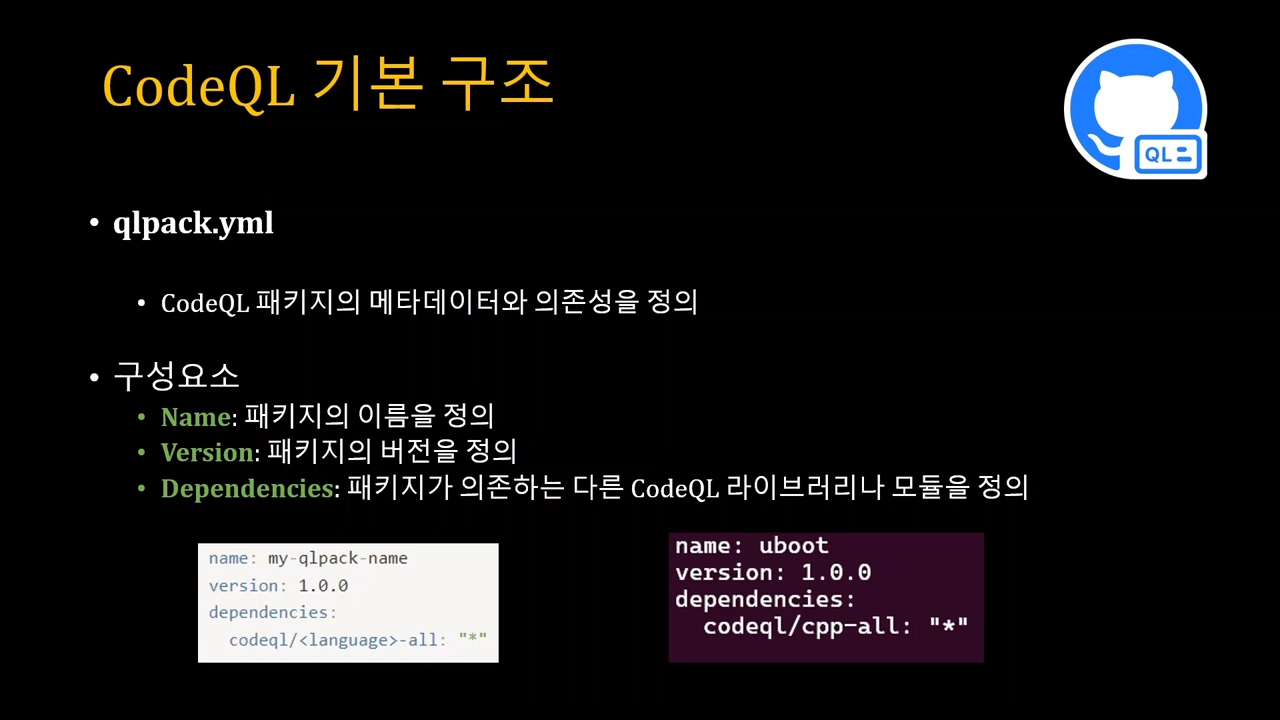 CodeQL 기본 구조
QL
• qlpack.yml
• CodeQL 패키지의 메타데이터와 의존성을 정의
• 구성요소
• Name: 패키지의 이름을 정의
• Version: 패키지의 버전을 정의
• Dependencies: 패키지가 의존하는 다른 CodeQL 라이브러리나 모듈을 정의
name: my-qlpack-name
version: 1.0.0
dependencies:
codeql/<language>-all: "*"
name: uboot
version: 1.0.0
dependencies:
codeql/cpp-all: "*"